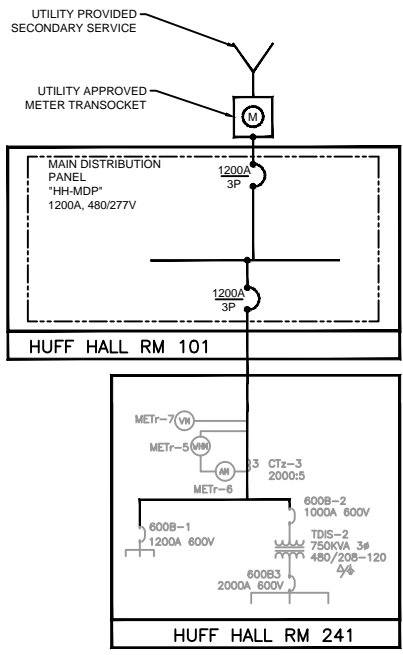 UTILITY PROVIDED
SECONDARY SERVICE
UTILITY APPROVED
METER TRANSOCKET
M
MAIN DISTRIBUTION
PANEL
"HH-MDP"
1200A, 480/277V
1200A
3P
1200A
3P
HUFF HALL RM 101
METr-7
VM
METr-5
WHM
AM
METr-6
3
CTz-3
2000:5
600B-1
1200A 600V
600B-2
1000A 600V
TDIS-2
750KVA 3ø
480/208-120
600B3
2000A 600V
HUFF HALL RM 241